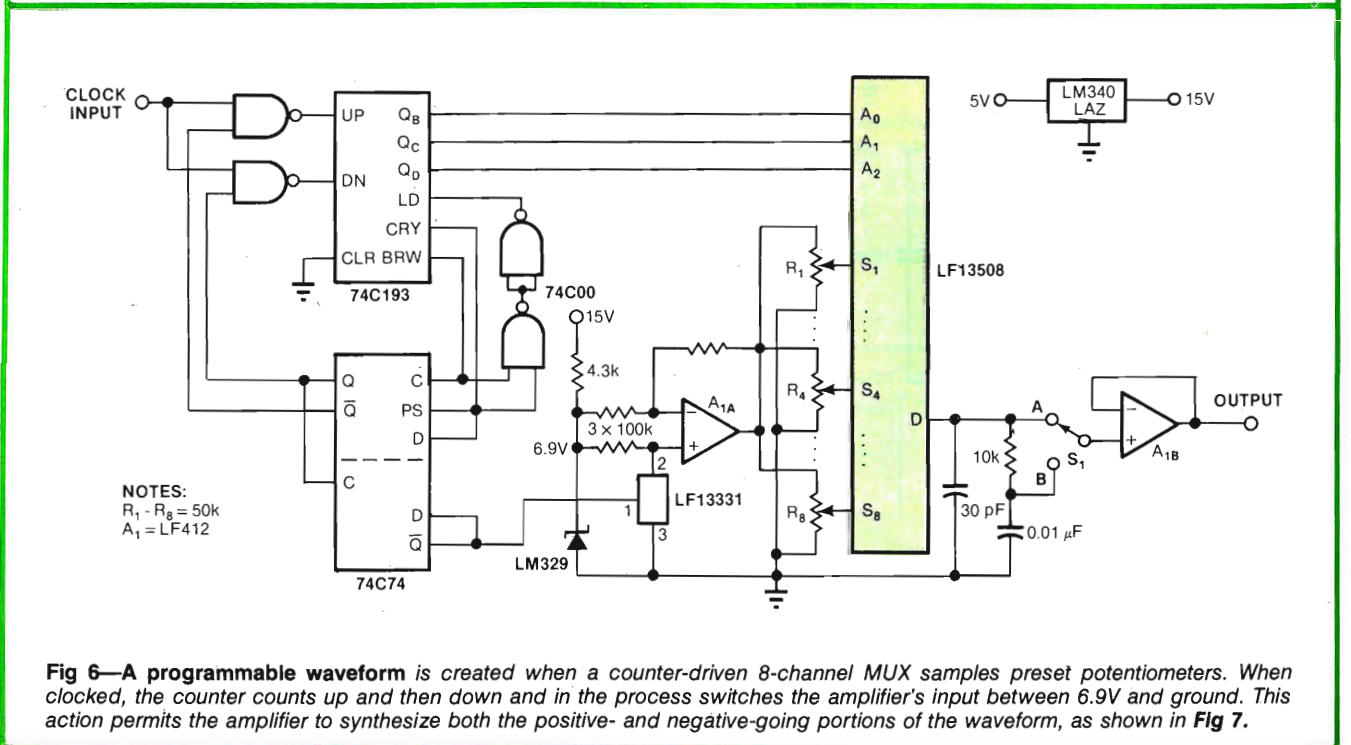 CLOCK
INPUT
UP
DN
CLR BRW
Q_B
Q_C
Q_D
LD
CRY
74C193
74C00
Q
Q̅
C
PS
D
C
D
Q̅
74C74
NOTES:
R₁ - R₈ = 50k
A₁ = LF412
15V
4.3k
3 × 100k
6.9V
A₁A
−
+
2
1
3
LF13331
LM329
R₁
R₄
R₈
A₀
A₁
A₂
S₁
S₄
S₈
D
LF13508
5V
LM340
LAZ
15V
30 pF
10k
0.01 μF
A
B
S₁
−
+
A₁B
OUTPUT
Fig 6—A programmable waveform is created when a counter-driven 8-channel MUX samples preset potentiometers. When
clocked, the counter counts up and then down and in the process switches the amplifier's input between 6.9V and ground. This
action permits the amplifier to synthesize both the positive- and negative-going portions of the waveform, as shown in Fig 7.